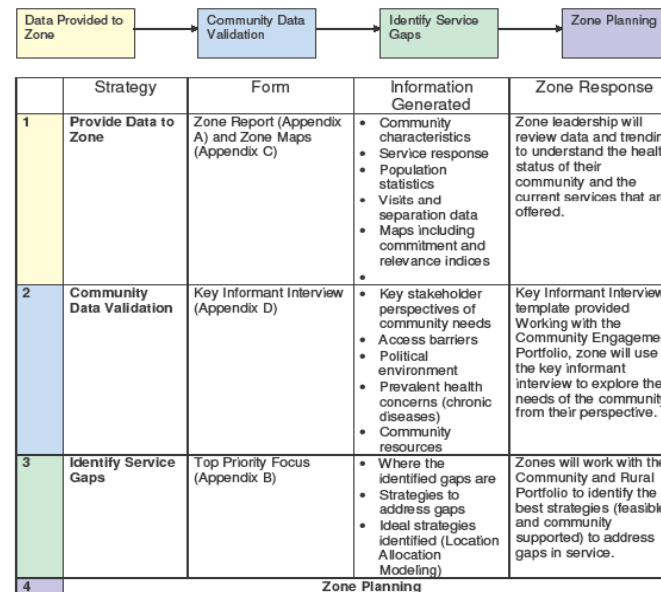 Data Provided to
Zone
Community Data
Validation
Identify Service
Gaps
Zone Planning
Strategy
Form
Information
Generated
Zone Response
1
Provide Data to
Zone
Zone Report (Appendix
A) and Zone Maps
(Appendix C)
• Community
characteristics
• Service response
• Population
statistics
• Visits and
separation data
• Maps including
commitment and
relevance indices
•
Zone leadership will
review data and trendin
to understand the healt
status of their
community and the
current services that ar
offered.
2
Community
Data Validation
Key Informant Interview
(Appendix D)
• Key stakeholder
perspectives of
community needs
• Access barriers
• Political
environment
• Prevalent health
concerns (chronic
diseases)
• Community
resources
Key Informant Interview
template provided
Working with the
Community Engageme
Portfolio, zone will use
the key informant
interview to explore the
needs of the community
from their perspective.
3
Identify Service
Gaps
Top Priority Focus
(Appendix B)
• Where the
identified gaps are
• Strategies to
address gaps
• Ideal strategies
identified (Location
Allocation
Modeling)
Zones will work with the
Community and Rural
Portfolio to identify the
best strategies (feasible
and community
supported) to address
gaps in service.
4
Zone Planning